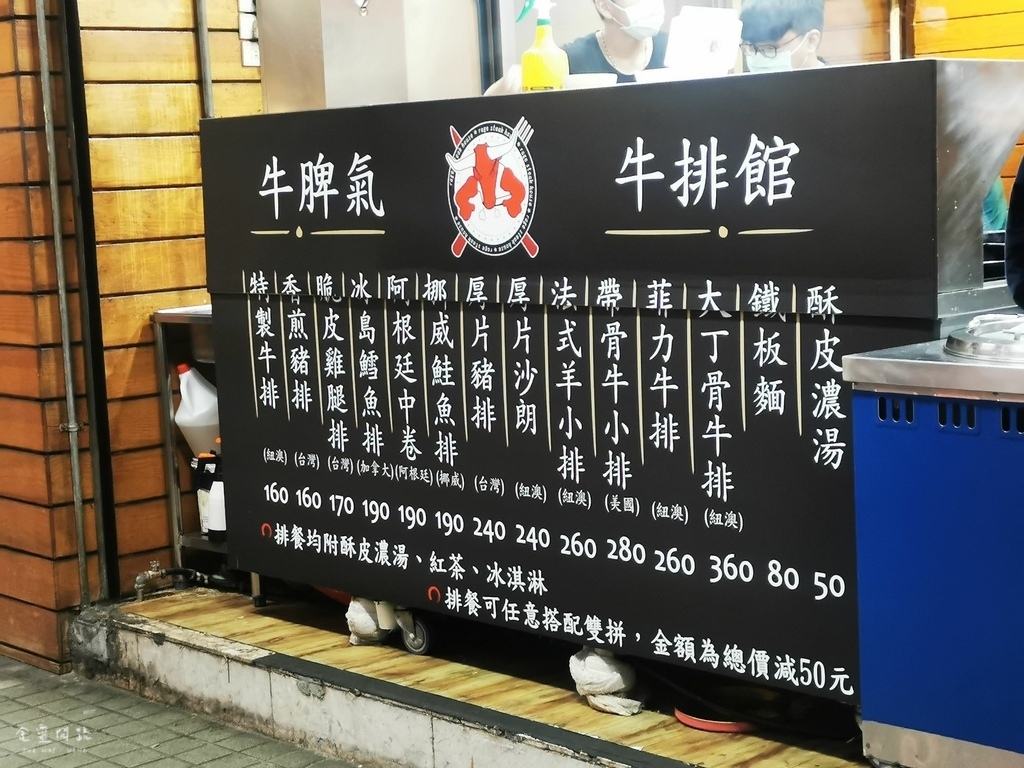 牛脾氣
rage steak house
牛排館
酥皮濃湯 50
鐵板麵 80
大丁骨牛排 (紐澳) 360
菲力牛排 (紐澳) 260
帶骨牛小排 (美國) 280
法式羊小排 (紐澳) 260
厚片沙朗 (紐澳) 240
厚片豬排 (台灣) 240
挪威鮭魚排 (挪威) 190
阿根廷中卷 (阿根廷) 190
冰島鱈魚排 (加拿大) 190
脆皮雞腿排 (台灣) 170
香煎豬排 (台灣) 160
特製牛排 (紐澳) 160
排餐均附酥皮濃湯、紅茶、冰淇淋
排餐可任意搭配雙拼，金額為總價減50元